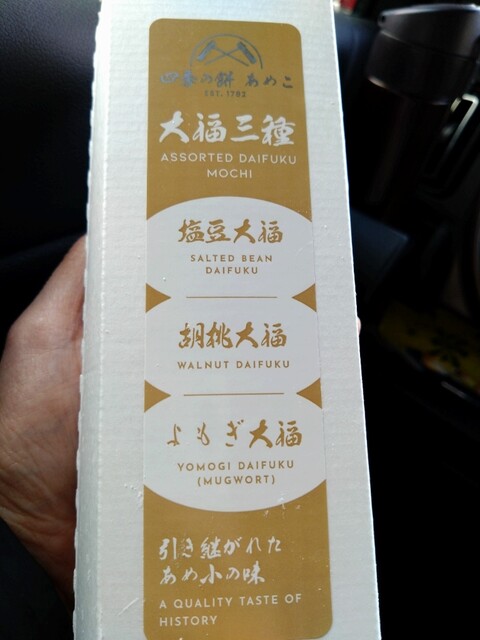 四季の餅 あめこ
EST. 1782
大福三種
ASSORTED DAIFUKU
MOCHI
塩豆大福
SALTED BEAN
DAIFUKU
胡桃大福
WALNUT DAIFUKU
よもぎ大福
YOMOGI DAIFUKU
(MUGWORT)
引き継がれた
あめ小の味
A QUALITY TASTE OF
HISTORY